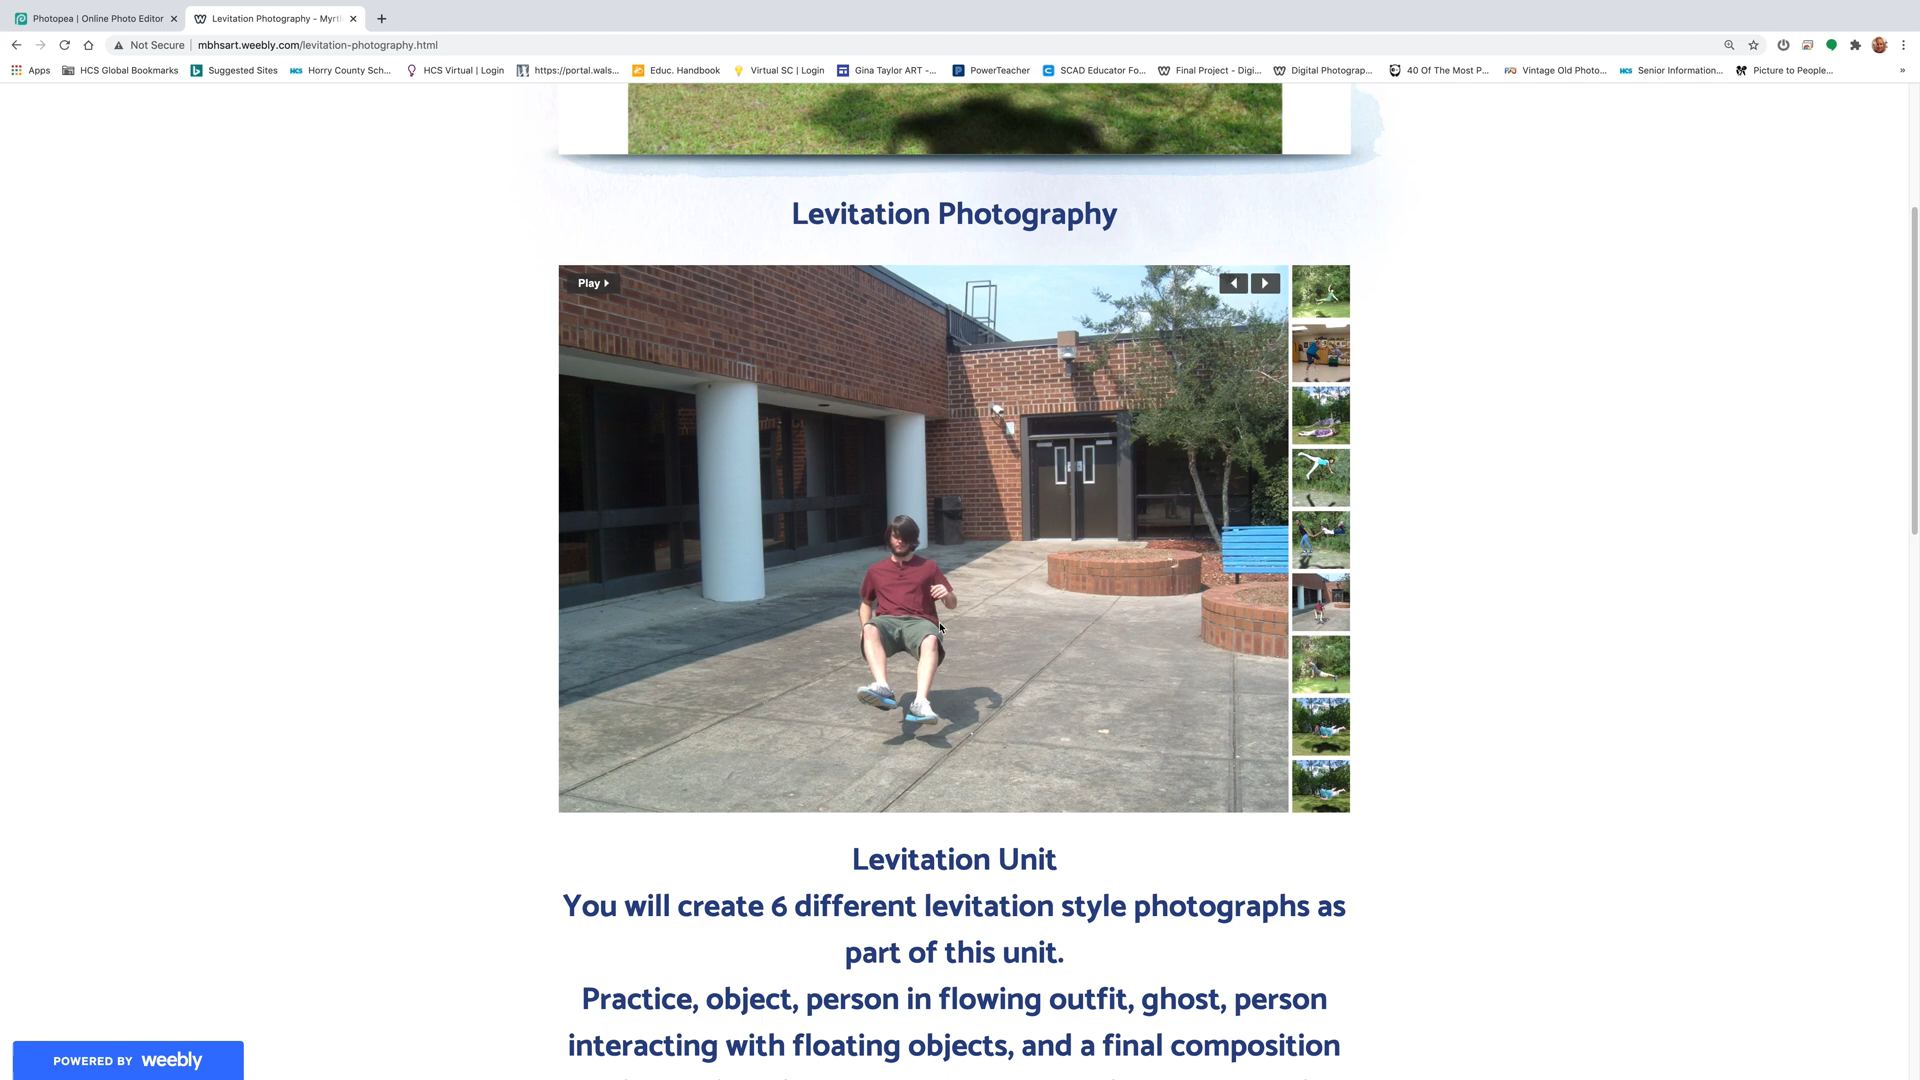 Photopea | Online Photo Editor
Levitation Photography - Myrtl
Not Secure
mbhsart.weebly.com/levitation-photography.html
Apps
HCS Global Bookmarks
Suggested Sites
Horry County Sch...
HCS Virtual | Login
https://portal.wals...
Educ. Handbook
Virtual SC | Login
Gina Taylor ART -...
PowerTeacher
SCAD Educator Fo...
Final Project - Digi...
Digital Photograp...
40 Of The Most P...
Vintage Old Photo...
Senior Information...
Picture to People...
Levitation Photography
Play
Levitation Unit
You will create 6 different levitation style photographs as
part of this unit.
Practice, object, person in flowing outfit, ghost, person
interacting with floating objects, and a final composition
POWERED BY weebly